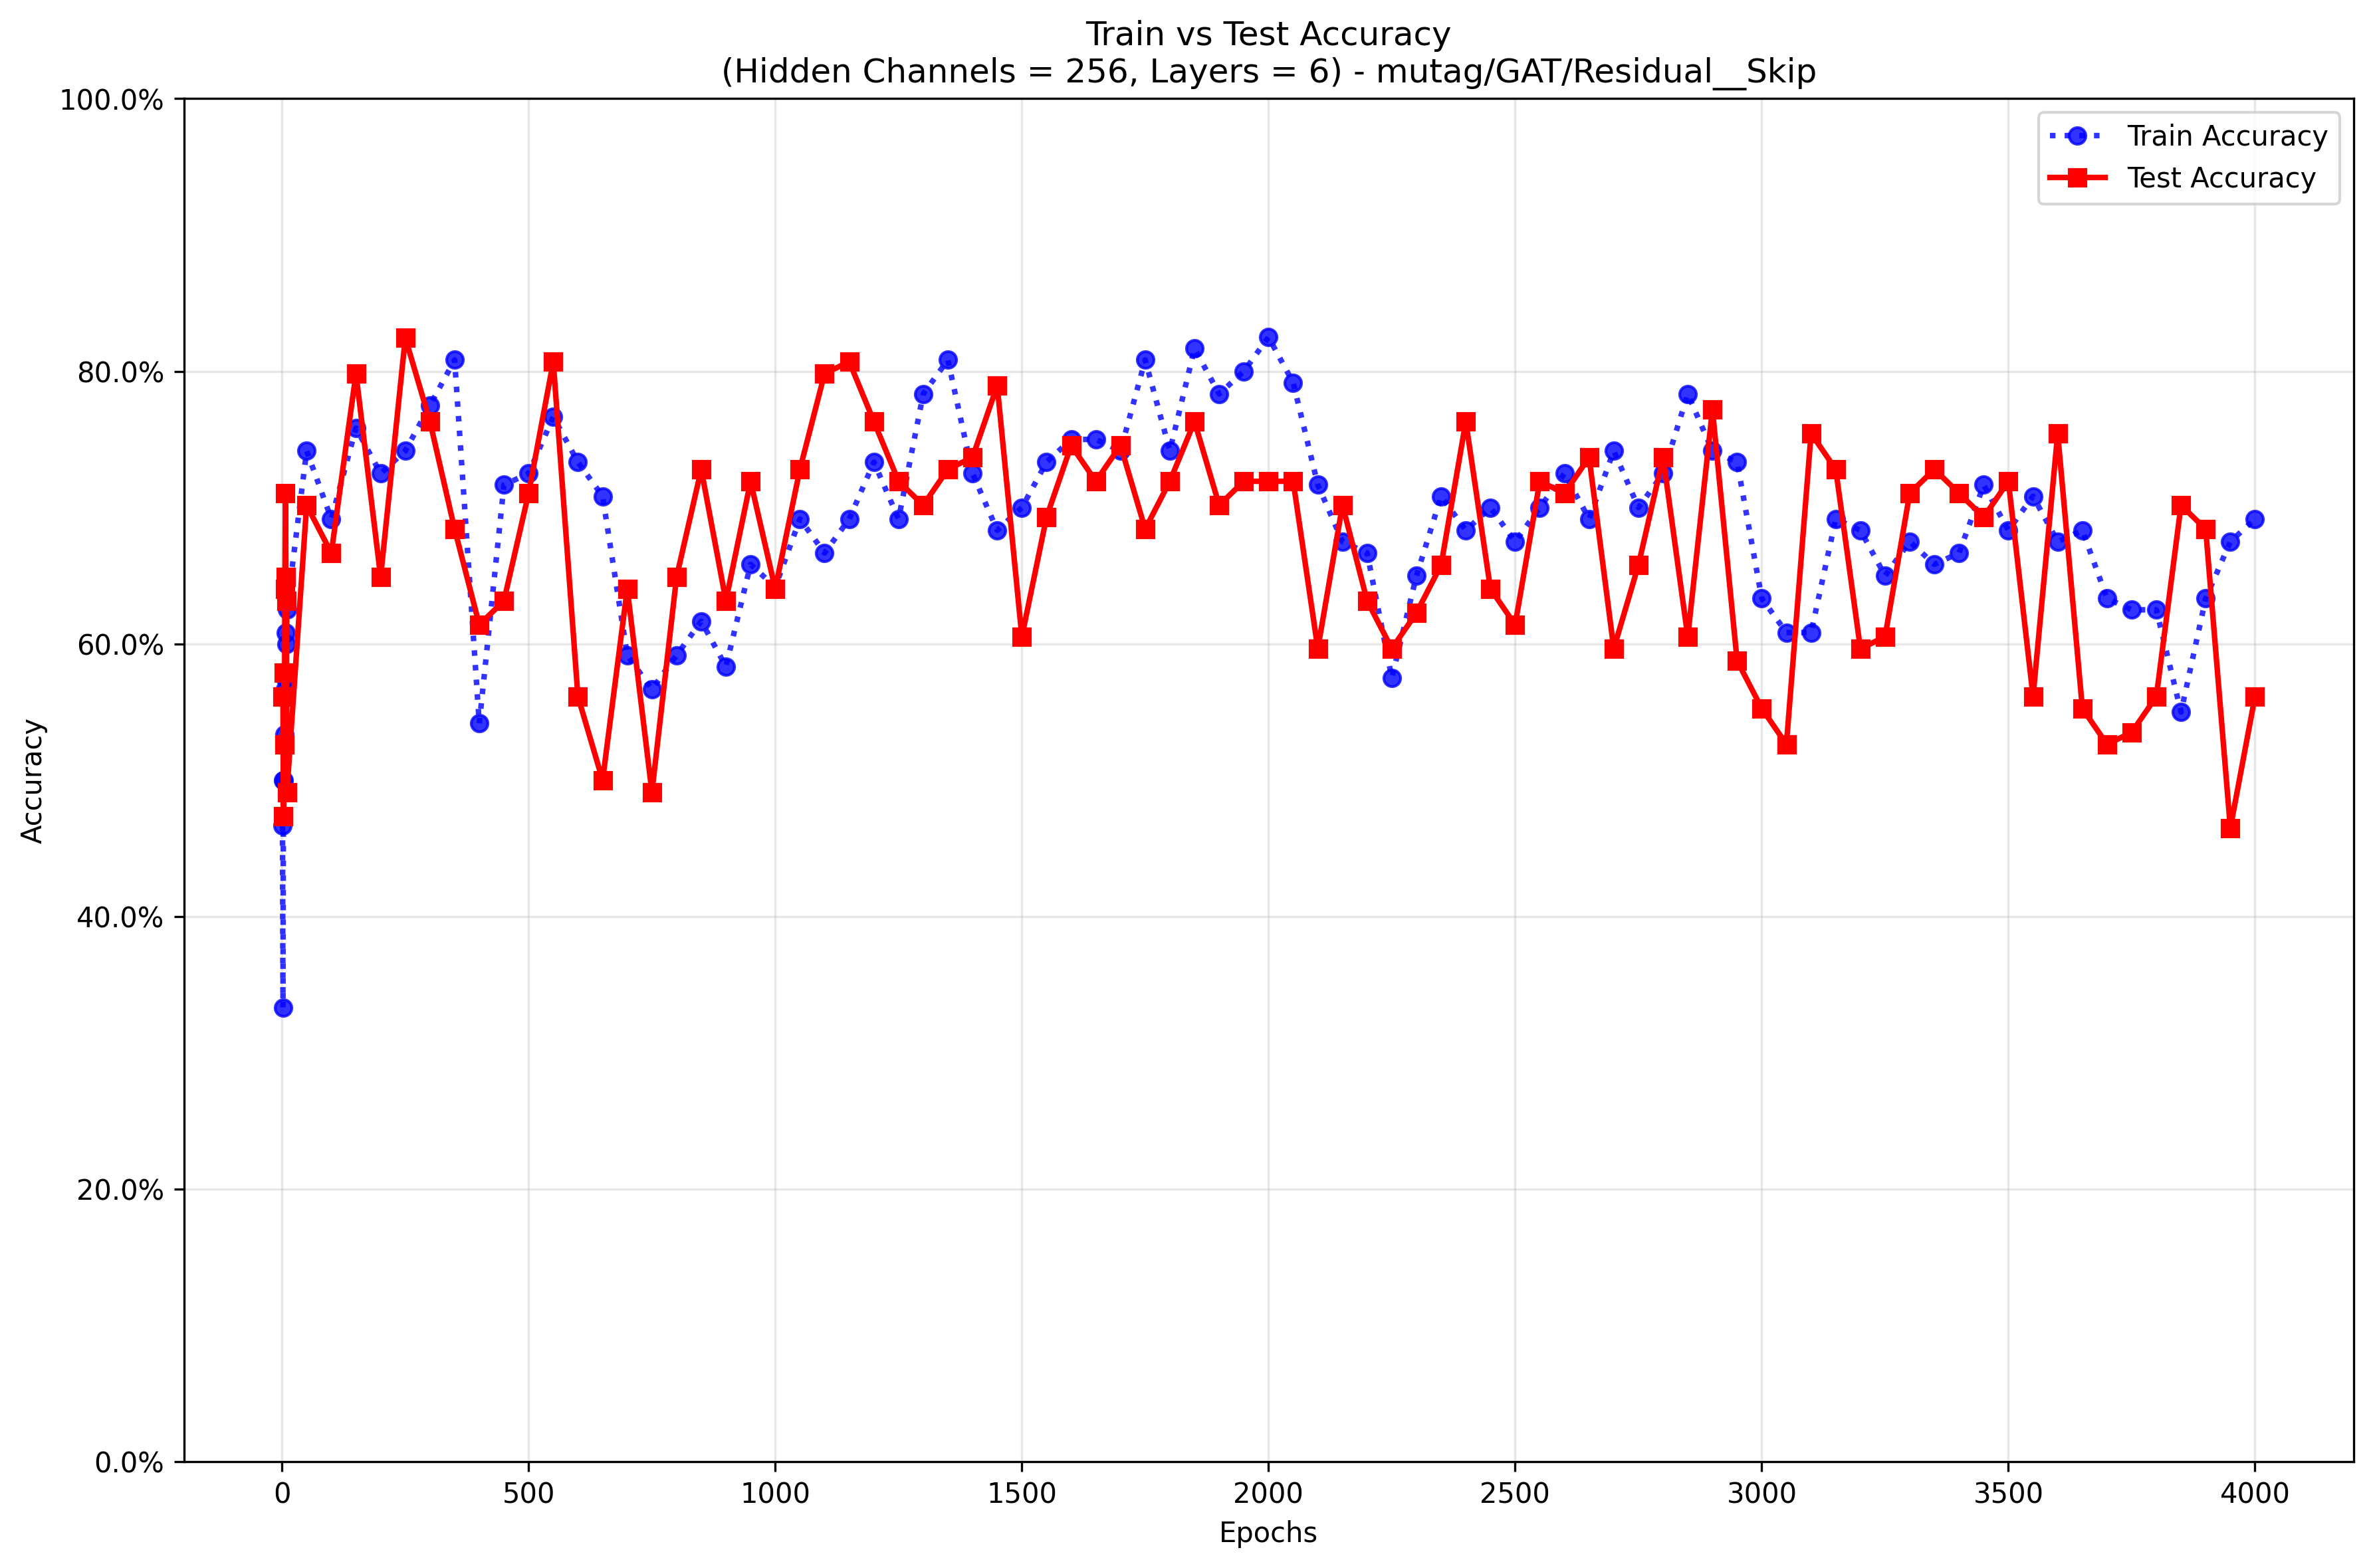 Train vs Test Accuracy
(Hidden Channels = 256, Layers = 6) - mutag/GAT/Residual__Skip
100.0%
80.0%
60.0%
40.0%
20.0%
0.0%
Accuracy
Train Accuracy
Test Accuracy
0
500
1000
1500
2000
2500
3000
3500
4000
Epochs